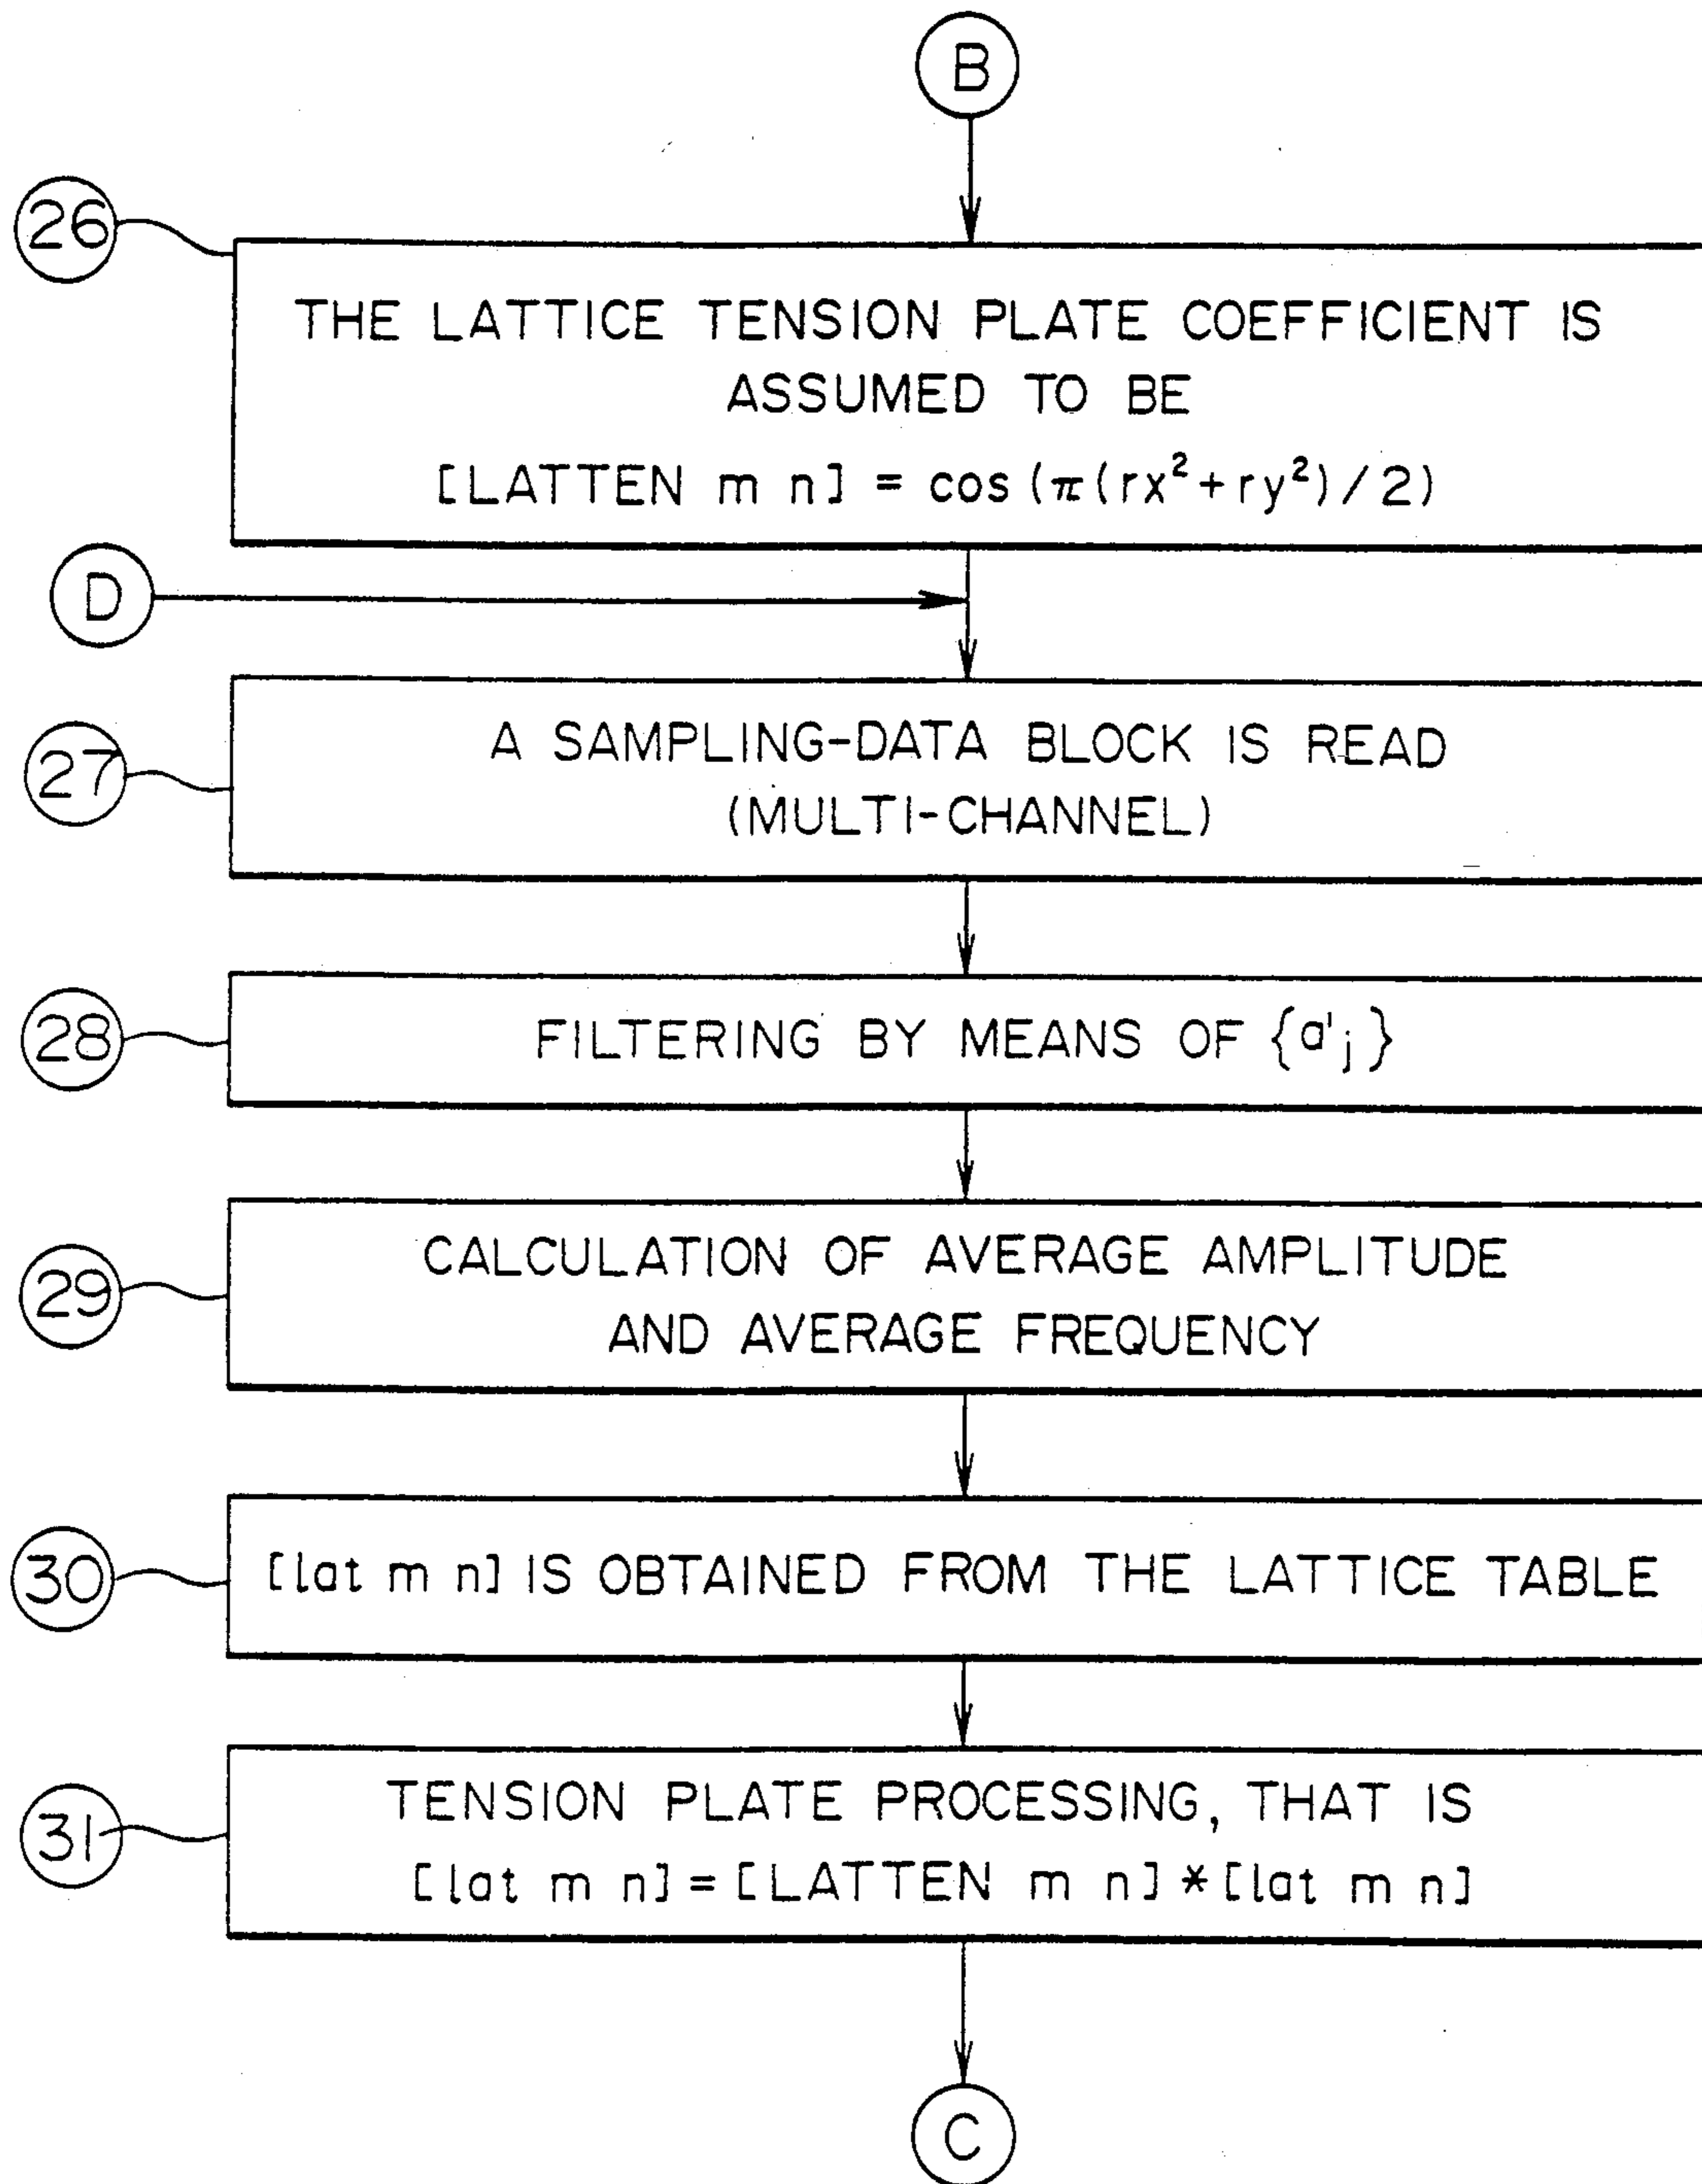 B
26
THE LATTICE TENSION PLATE COEFFICIENT IS
ASSUMED TO BE
[LATTEN m n] = cos (π(rx²+ry²)/2)
D
27
A SAMPLING-DATA BLOCK IS READ
(MULTI-CHANNEL)
28
FILTERING BY MEANS OF {a'j}
29
CALCULATION OF AVERAGE AMPLITUDE
AND AVERAGE FREQUENCY
30
[lat m n] IS OBTAINED FROM THE LATTICE TABLE
31
TENSION PLATE PROCESSING, THAT IS
[lat m n] = [LATTEN m n] * [lat m n]
C